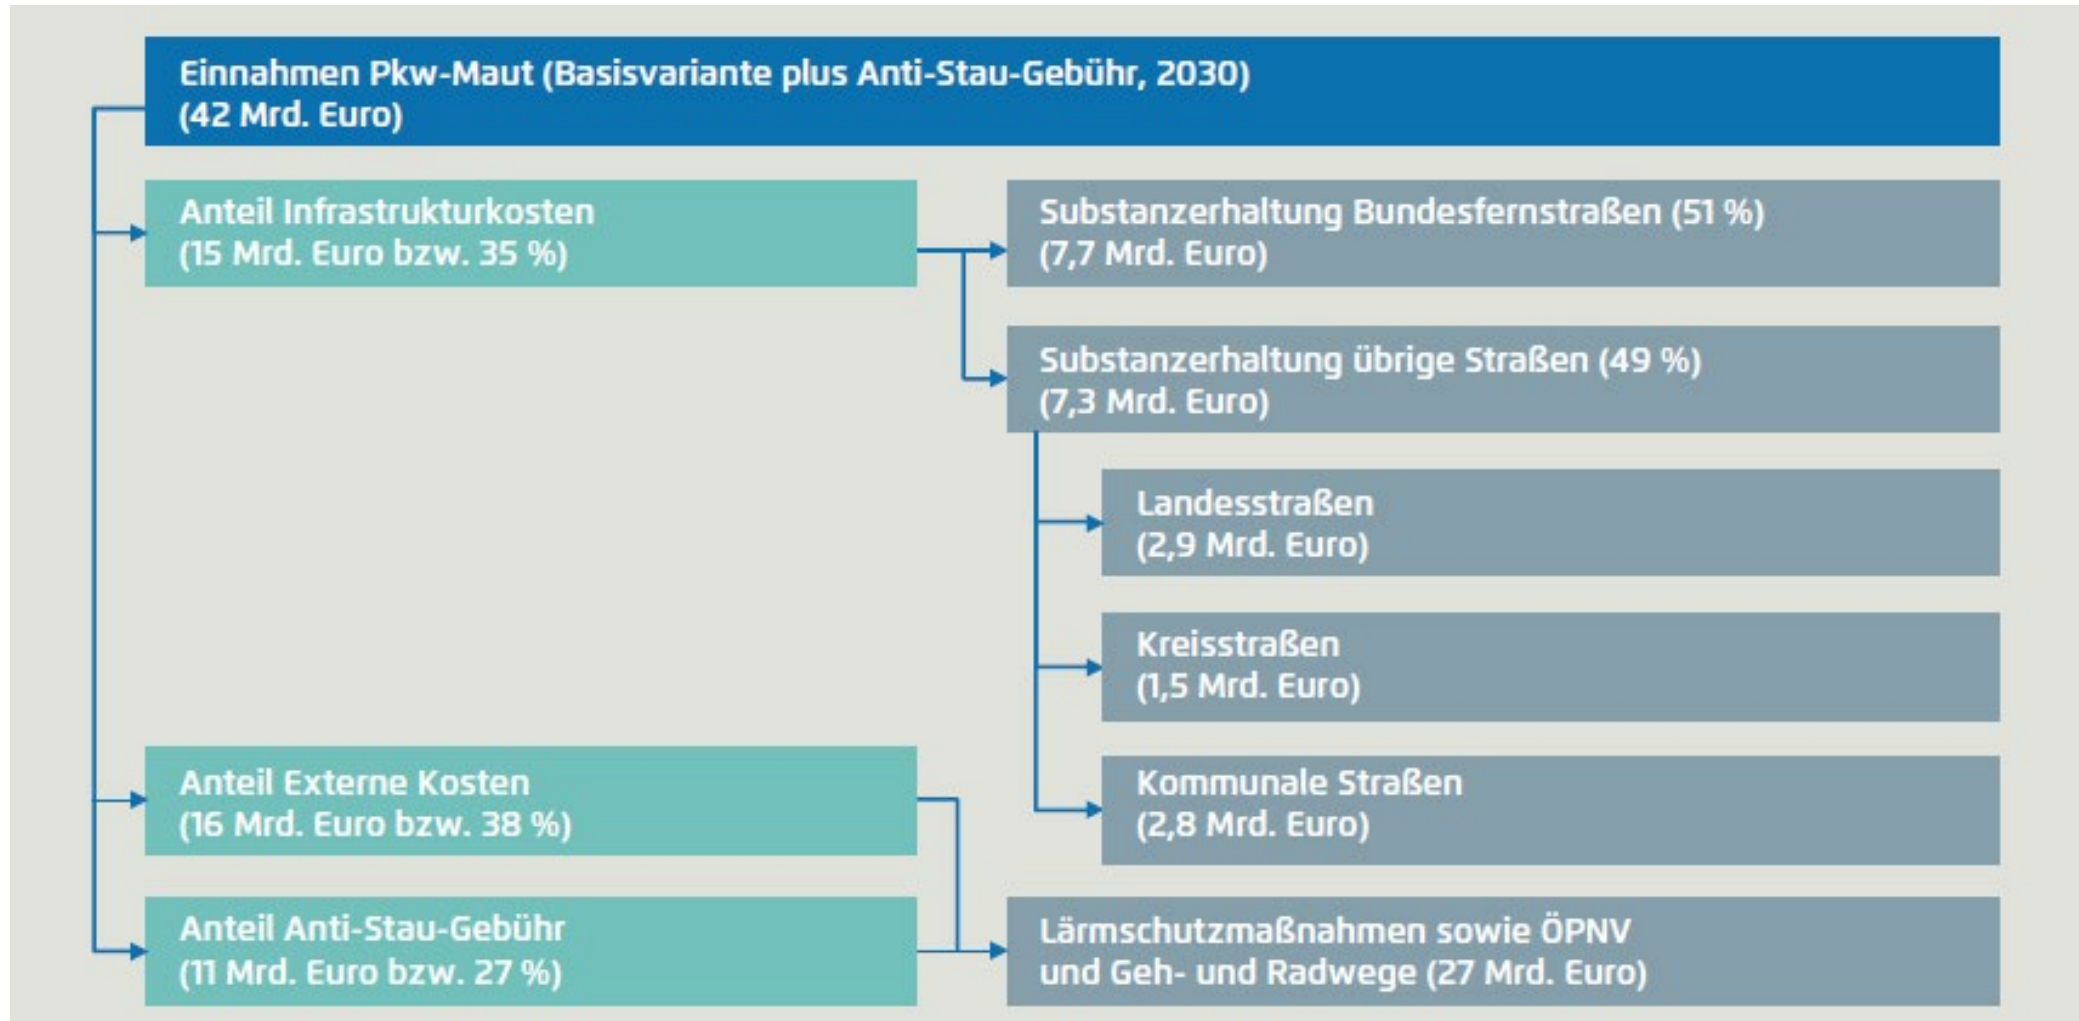 Einnahmen Pkw-Maut (Basisvariante plus Anti-Stau-Gebühr, 2030)
(42 Mrd. Euro)
Anteil Infrastrukturkosten
(15 Mrd. Euro bzw. 35 %)
Substanzerhaltung Bundesfernstraßen (51 %)
(7,7 Mrd. Euro)
Substanzerhaltung übrige Straßen (49 %)
(7,3 Mrd. Euro)
Landesstraßen
(2,9 Mrd. Euro)
Kreisstraßen
(1,5 Mrd. Euro)
Kommunale Straßen
(2,8 Mrd. Euro)
Anteil Externe Kosten
(16 Mrd. Euro bzw. 38 %)
Anteil Anti-Stau-Gebühr
(11 Mrd. Euro bzw. 27 %)
Lärmschutzmaßnahmen sowie ÖPNV
und Geh- und Radwege (27 Mrd. Euro)